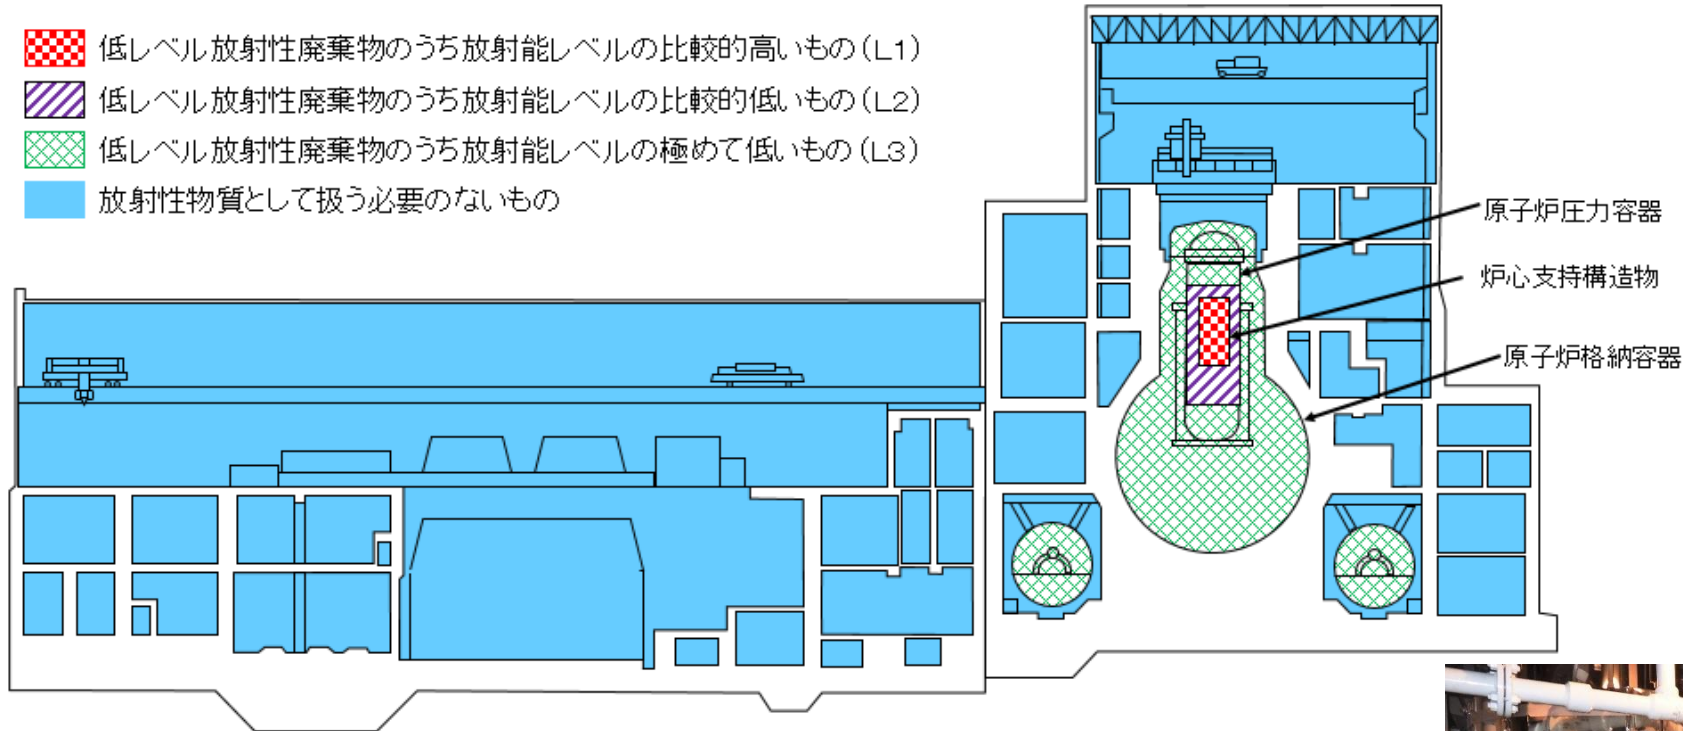 低レベル放射性廃棄物のうち放射能レベルの比較的高いもの(L1)
低レベル放射性廃棄物のうち放射能レベルの比較的低いもの(L2)
低レベル放射性廃棄物のうち放射能レベルの極めて低いもの(L3)
放射性物質として扱う必要のないもの
原子炉圧力容器
炉心支持構造物
原子炉格納容器